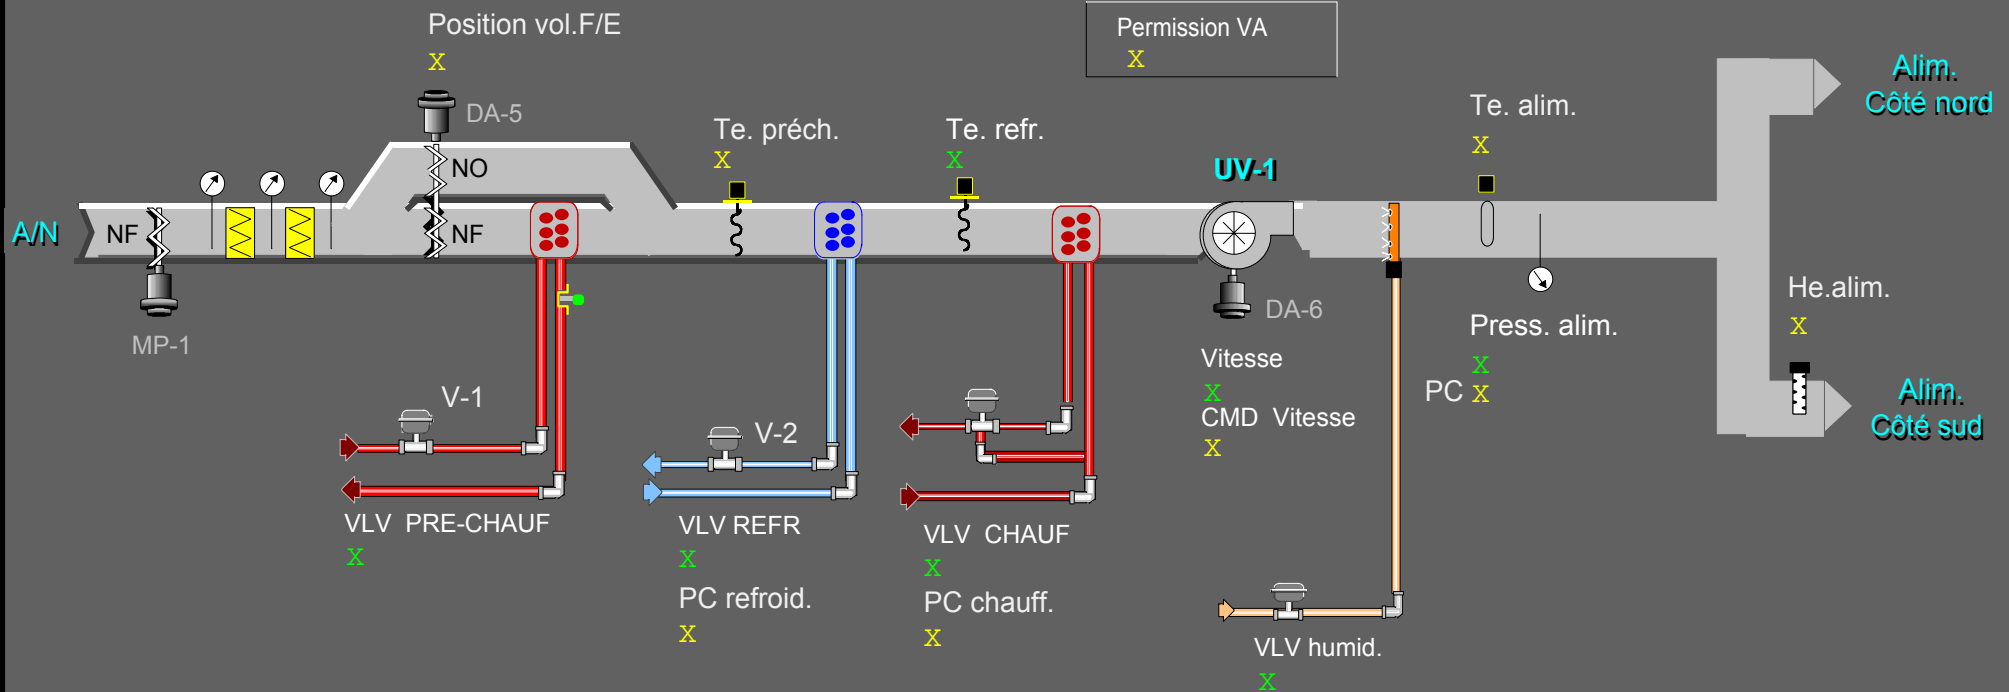 Position vol.F/E
X
Permission VA
X
DA-5
NO
Te. préch.
X
Te. refr.
X
UV-1
Te. alim.
X
Alim.
Côté nord
A/N
NF
NF
MP-1
DA-6
Press. alim.
X
PC X
He.alim.
X
Vitesse
X
CMD  Vitesse
X
Alim.
Côté sud
V-1
V-2
VLV  PRE-CHAUF
X
VLV REFR
X
PC refroid.
X
VLV  CHAUF
X
PC chauff.
X
VLV humid.
X